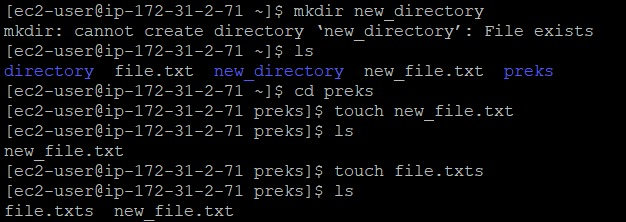 [ec2-user@ip-172-31-2-71 ~]$ mkdir new_directory
mkdir: cannot create directory ‘new_directory’: File exists
[ec2-user@ip-172-31-2-71 ~]$ ls
directory  file.txt  new_directory  new_file.txt  preks
[ec2-user@ip-172-31-2-71 ~]$ cd preks
[ec2-user@ip-172-31-2-71 preks]$ touch new_file.txt
[ec2-user@ip-172-31-2-71 preks]$ ls
new_file.txt
[ec2-user@ip-172-31-2-71 preks]$ touch file.txts
[ec2-user@ip-172-31-2-71 preks]$ ls
file.txts  new_file.txt